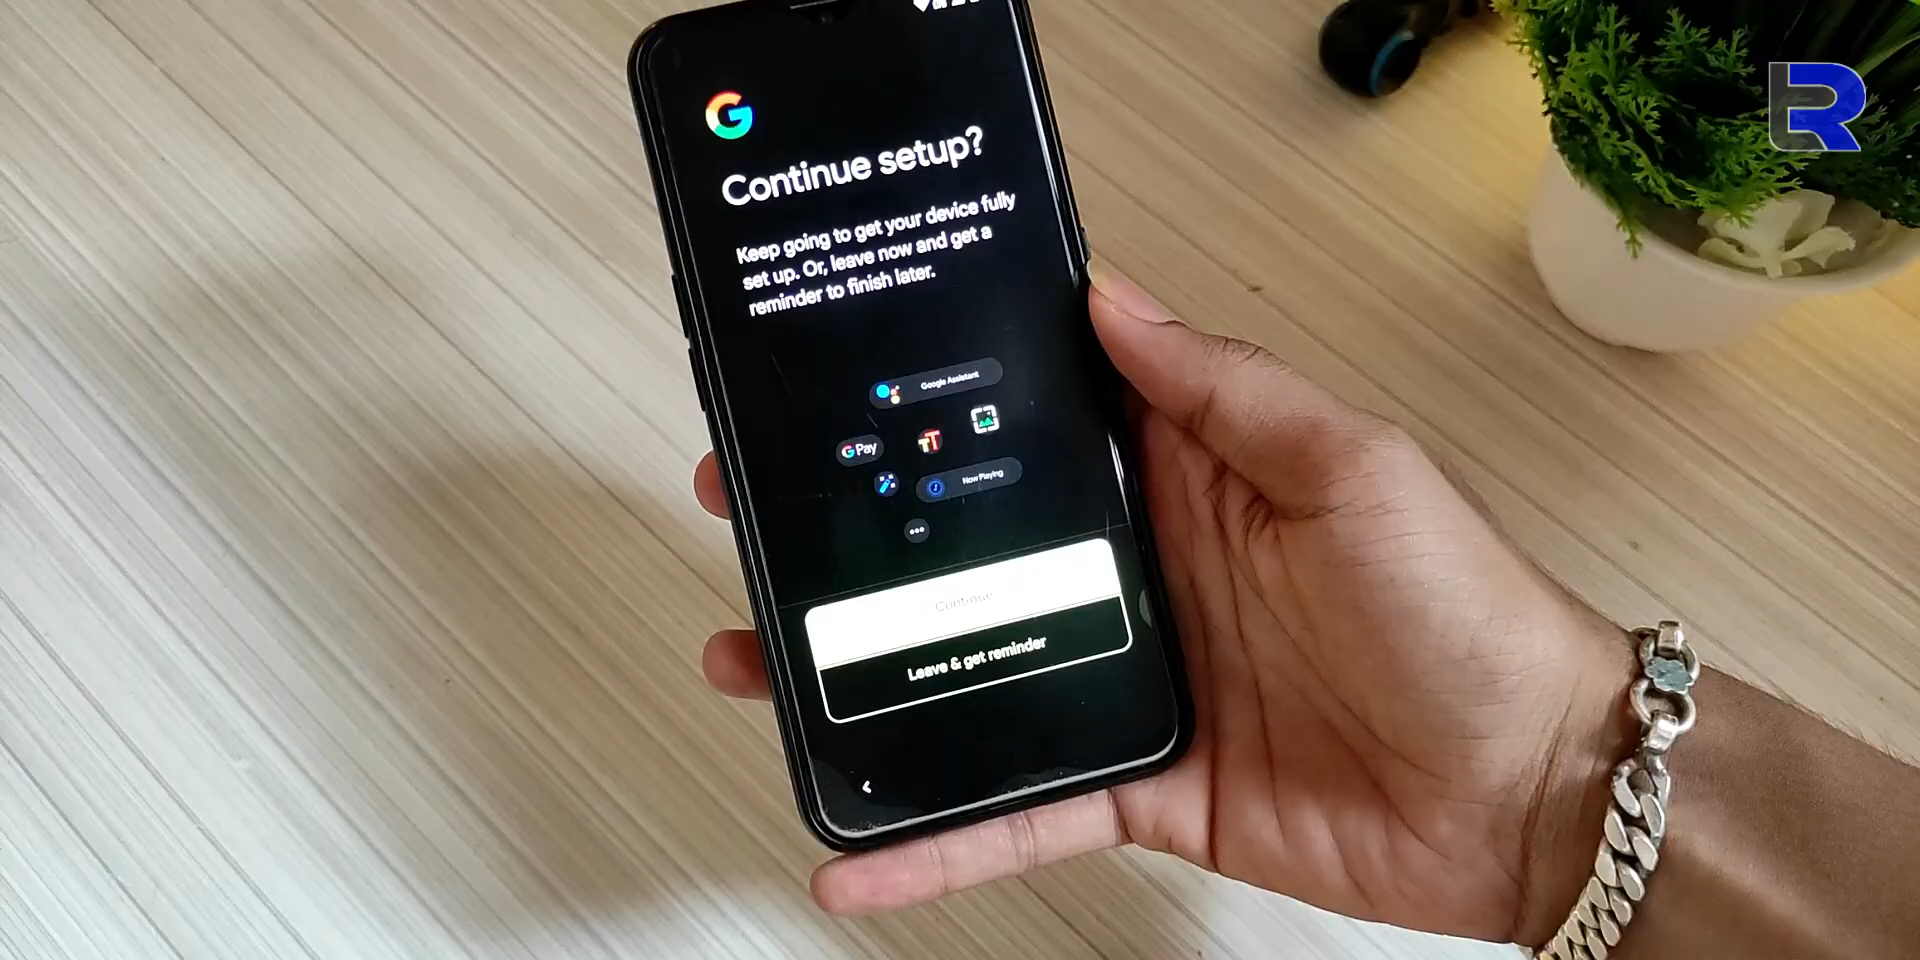 G
Continue setup?
Keep going to get your device fully
set up. Or, leave now and get a
reminder to finish later.
Google Assistant
G Pay
TT
Now Playing
Continue
Leave & get reminder